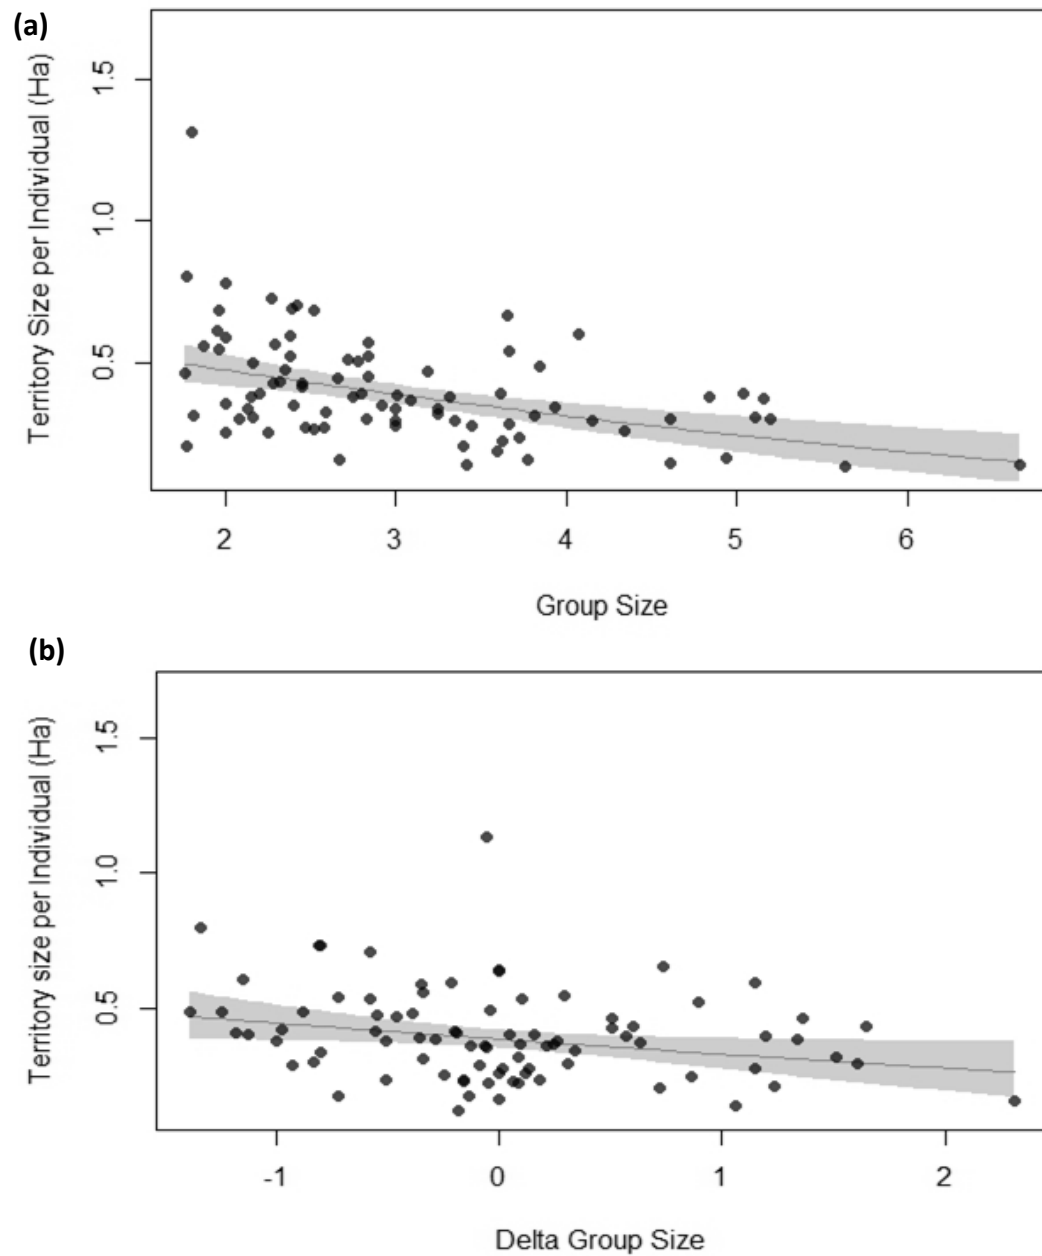 (a)
Territory Size per Individual (Ha)
1.5
1.0
0.5
2 3 4 5 6
Group Size
(b)
Territory size per Individual (Ha)
1.5
1.0
0.5
-1 0 1 2
Delta Group Size